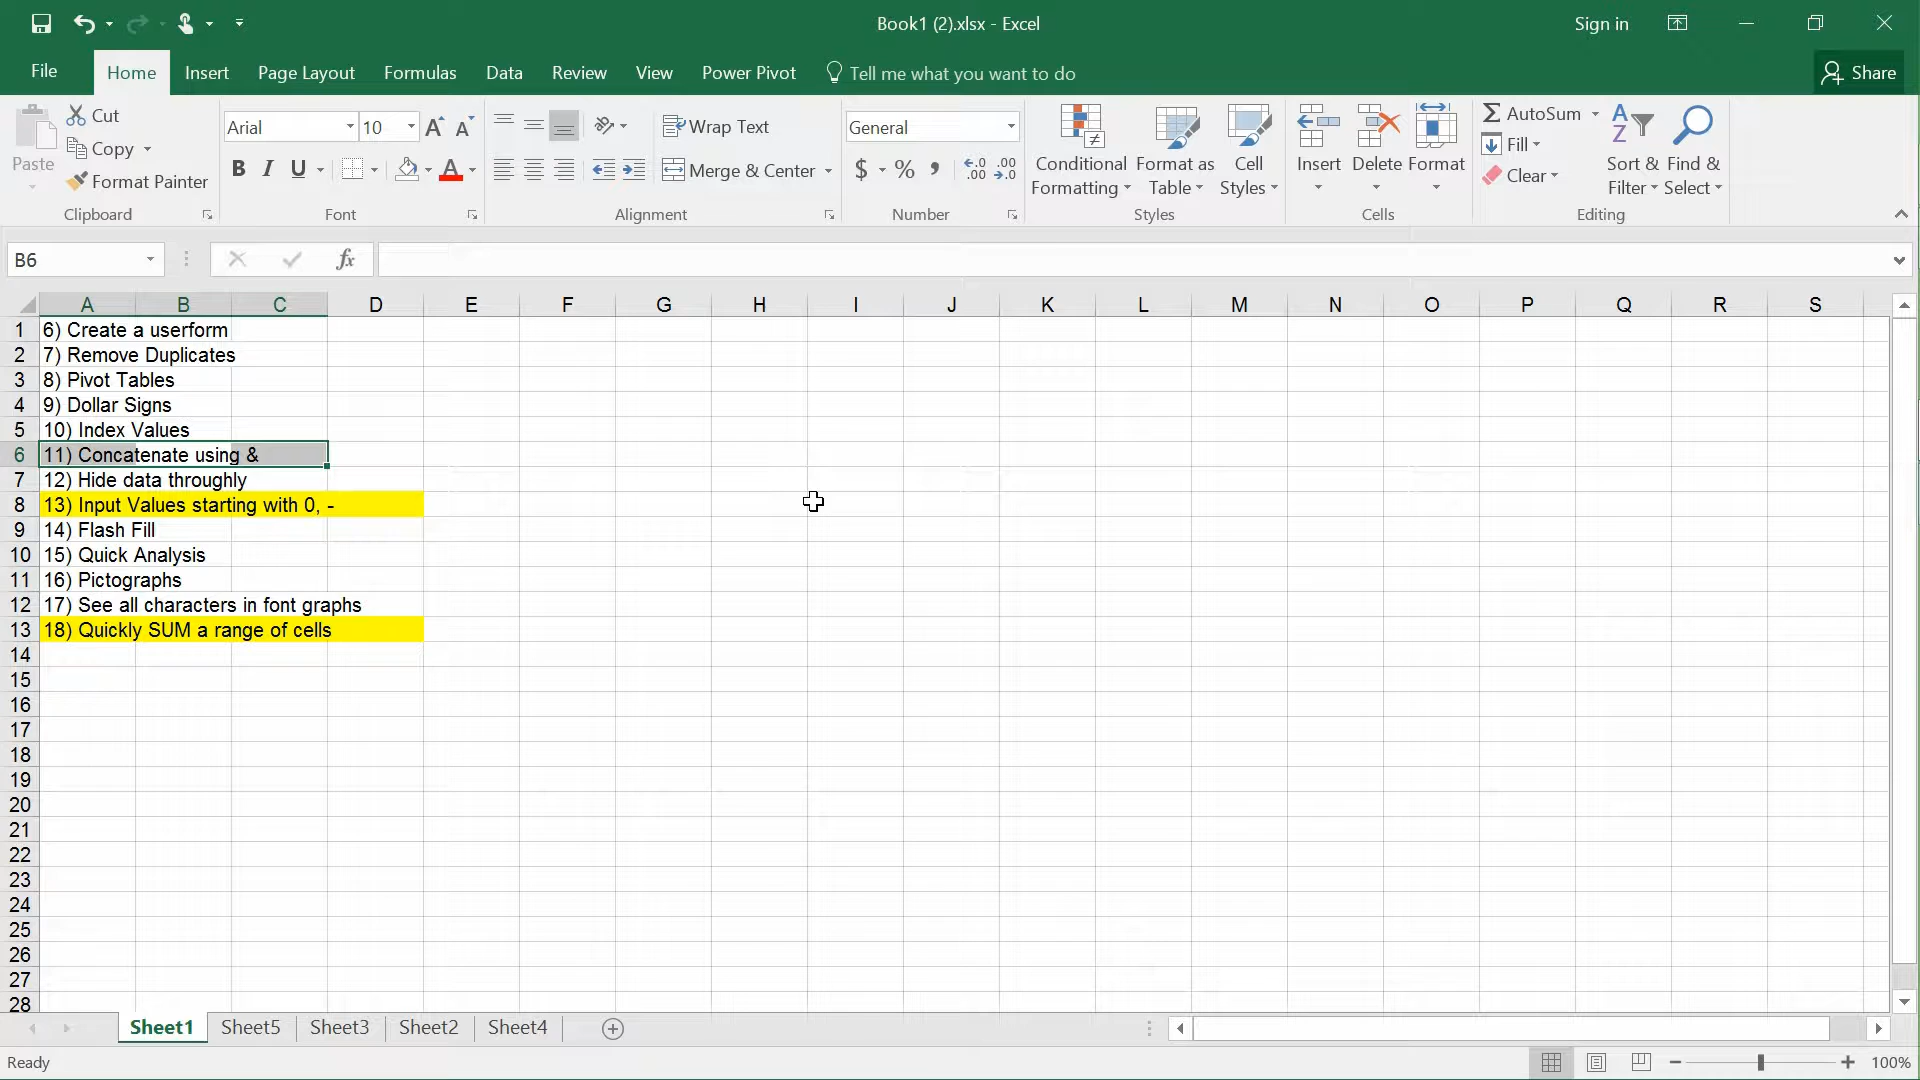 Book1 (2).xlsx - Excel
Sign in
File
Home
Insert
Page Layout
Formulas
Data
Review
View
Power Pivot
Tell me what you want to do
Share
Paste
Cut
Copy
Format Painter
Clipboard
Arial
10
A A
B I U
A
Font
Wrap Text
Merge & Center
Alignment
General
$ % ,
Number
Conditional Formatting
Format as Table
Cell Styles
Styles
Insert
Delete
Format
Cells
AutoSum
Fill
Clear
Sort & Filter
Find & Select
Editing
B6
fx
A B C D E F G H I J K L M N O P Q R S
1 6) Create a userform
2 7) Remove Duplicates
3 8) Pivot Tables
4 9) Dollar Signs
5 10) Index Values
6 11) Concatenate using &
7 12) Hide data throughly
8 13) Input Values starting with 0, -
9 14) Flash Fill
10 15) Quick Analysis
11 16) Pictographs
12 17) See all characters in font graphs
13 18) Quickly SUM a range of cells
14
15
16
17
18
19
20
21
22
23
24
25
26
27
28
Sheet1 Sheet5 Sheet3 Sheet2 Sheet4
Ready
100%